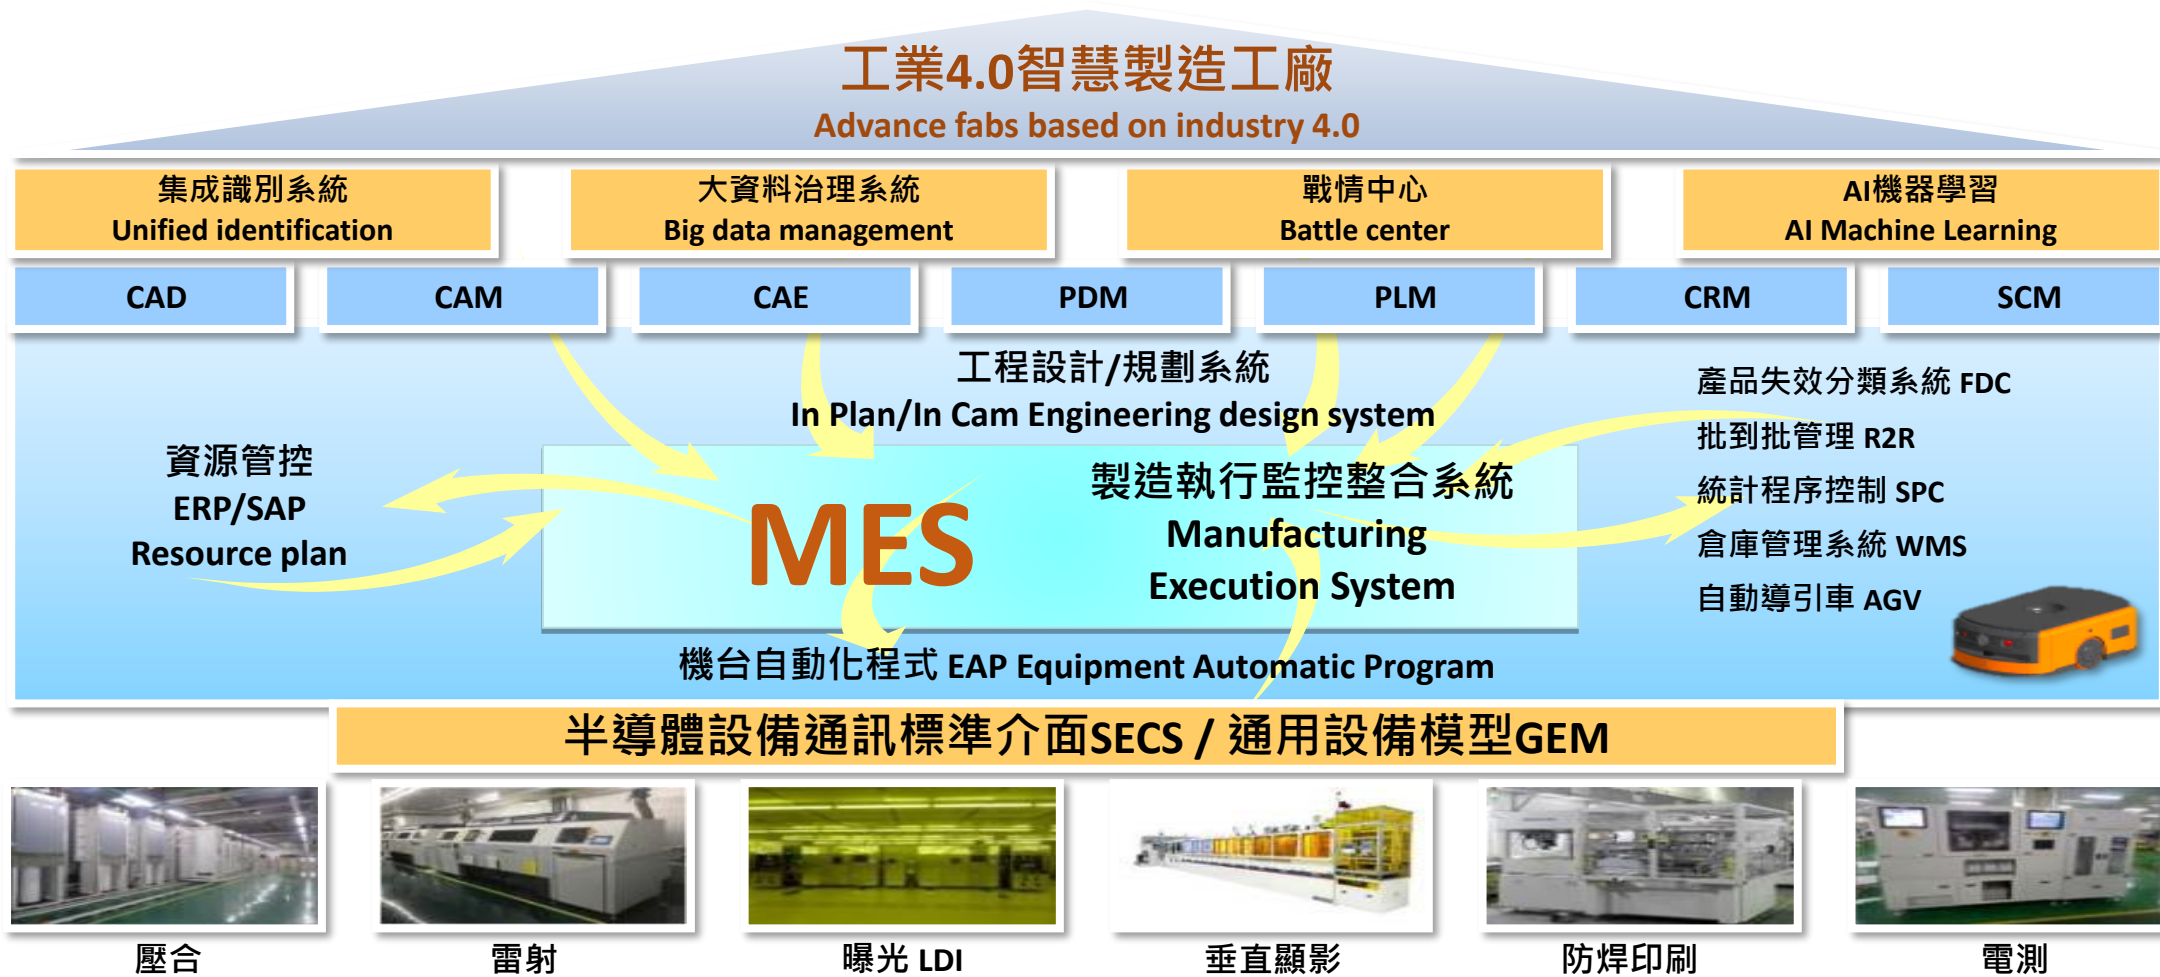 工業4.0智慧製造工廠
Advance fabs based on industry 4.0
集成識別系統
Unified identification
大資料治理系統
Big data management
戰情中心
Battle center
AI機器學習
AI Machine Learning
CAD
CAM
CAE
PDM
PLM
CRM
SCM
工程設計/規劃系統
In Plan/In Cam Engineering design system
資源管控
ERP/SAP
Resource plan
MES
製造執行監控整合系統
Manufacturing
Execution System
產品失效分類系統 FDC
批到批管理 R2R
統計程序控制 SPC
倉庫管理系統 WMS
自動導引車 AGV
機台自動化程式 EAP Equipment Automatic Program
半導體設備通訊標準介面SECS / 通用設備模型GEM
壓合
雷射
曝光 LDI
垂直顯影
防焊印刷
電測